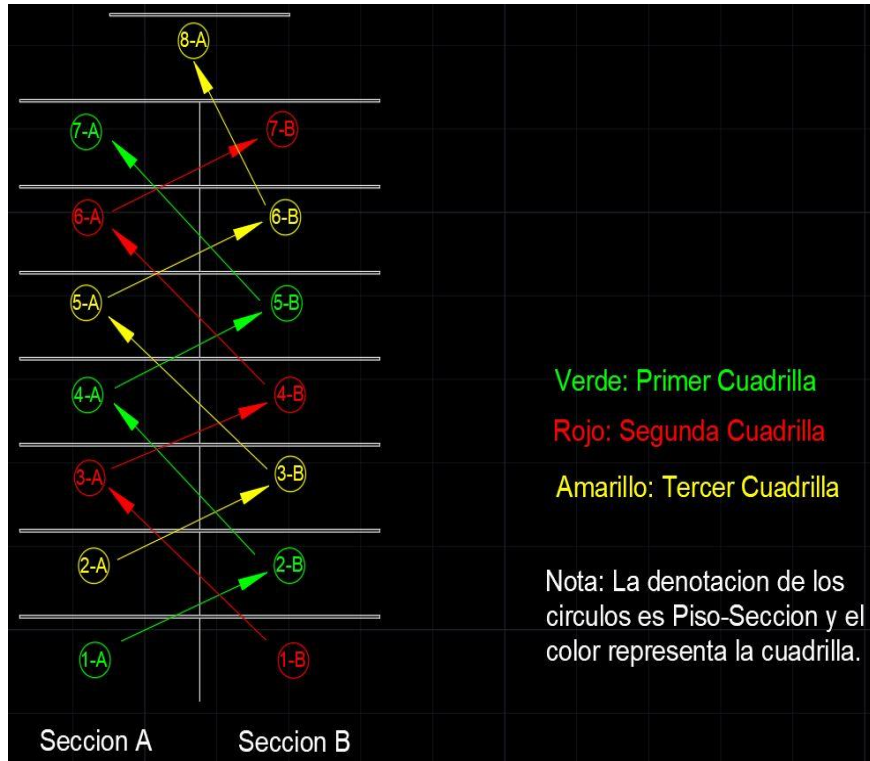 8-A
7-A
7-B
6-A
6-B
5-A
5-B
4-A
4-B
3-A
3-B
2-A
2-B
1-A
1-B
Seccion A
Seccion B
Verde: Primer Cuadrilla
Rojo: Segunda Cuadrilla
Amarillo: Tercer Cuadrilla
Nota: La denotacion de los
circulos es Piso-Seccion y el
color representa la cuadrilla.